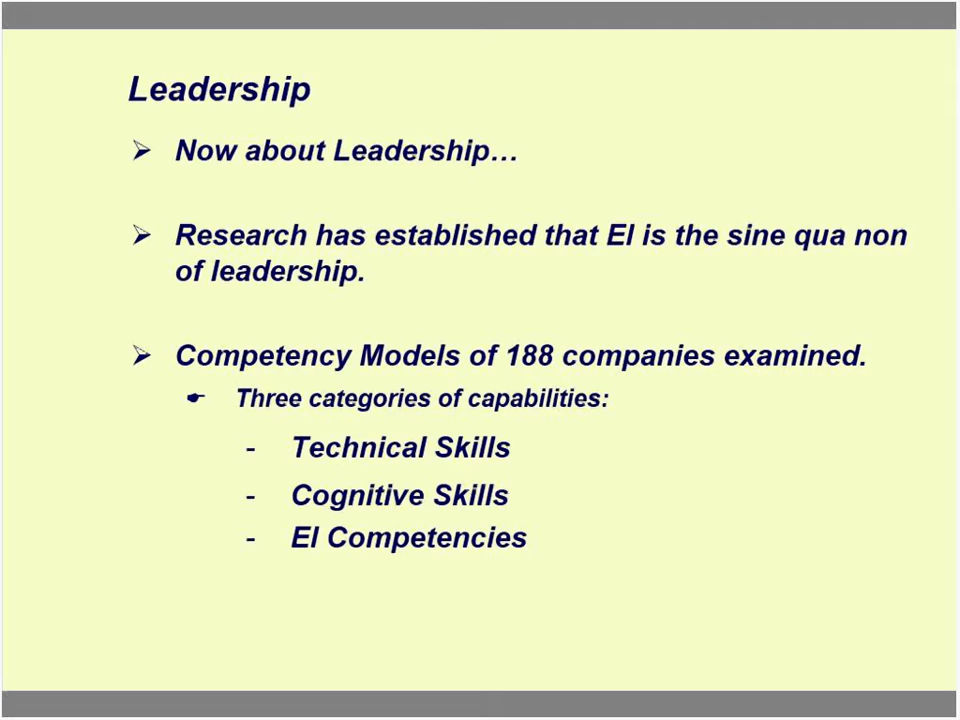 Leadership
➢ Now about Leadership…
➢ Research has established that EI is the sine qua non
of leadership.
➢ Competency Models of 188 companies examined.
☛ Three categories of capabilities:
- Technical Skills
- Cognitive Skills
- EI Competencies